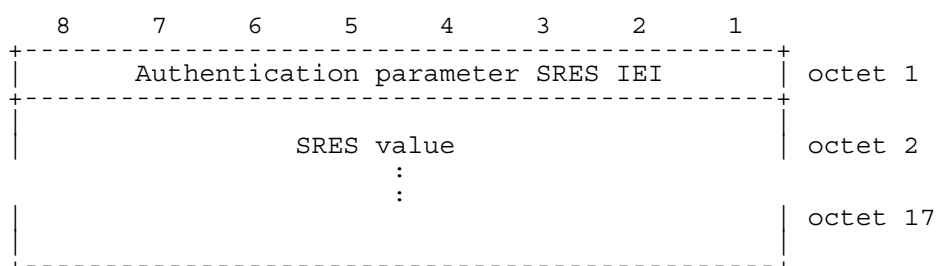 8 7 6 5 4 3 2 1
Authentication parameter SRES IEI octet 1
SRES value octet 2
:
:
octet 17